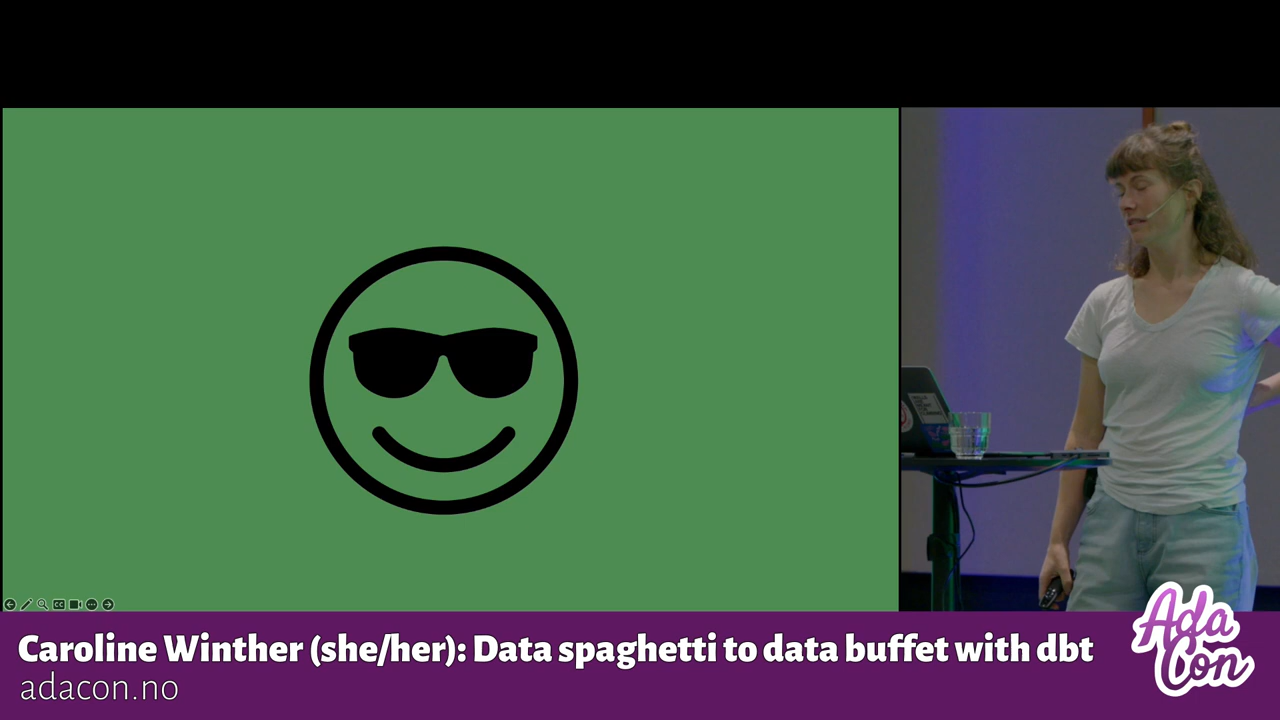 Caroline Winther (she/her): Data spaghetti to data buffet with dbt
adacon.no
Ada
Con